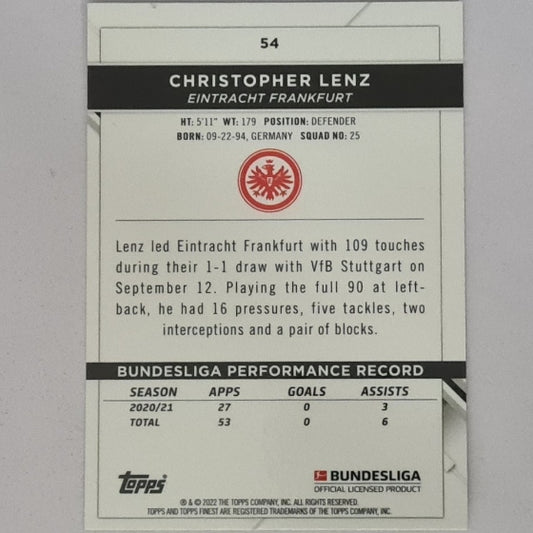 54
CHRISTOPHER LENZ
EINTRACHT FRANKFURT
HT: 5'11" WT: 179 POSITION: DEFENDER
BORN: 09-22-94, GERMANY SQUAD NO: 25
Lenz led Eintracht Frankfurt with 109 touches
during their 1-1 draw with VfB Stuttgart on
September 12. Playing the full 90 at left-
back, he had 16 pressures, five tackles, two
interceptions and a pair of blocks.
BUNDESLIGA PERFORMANCE RECORD
SEASON APPS GOALS ASSISTS
2020/21 27 0 3
TOTAL 53 0 6
Topps
BUNDESLIGA
OFFICIAL LICENSED PRODUCT
® & © 2022 THE TOPPS COMPANY, INC. ALL RIGHTS RESERVED.
TOPPS AND TOPPS FINEST ARE REGISTERED TRADEMARKS OF THE TOPPS COMPANY, INC.